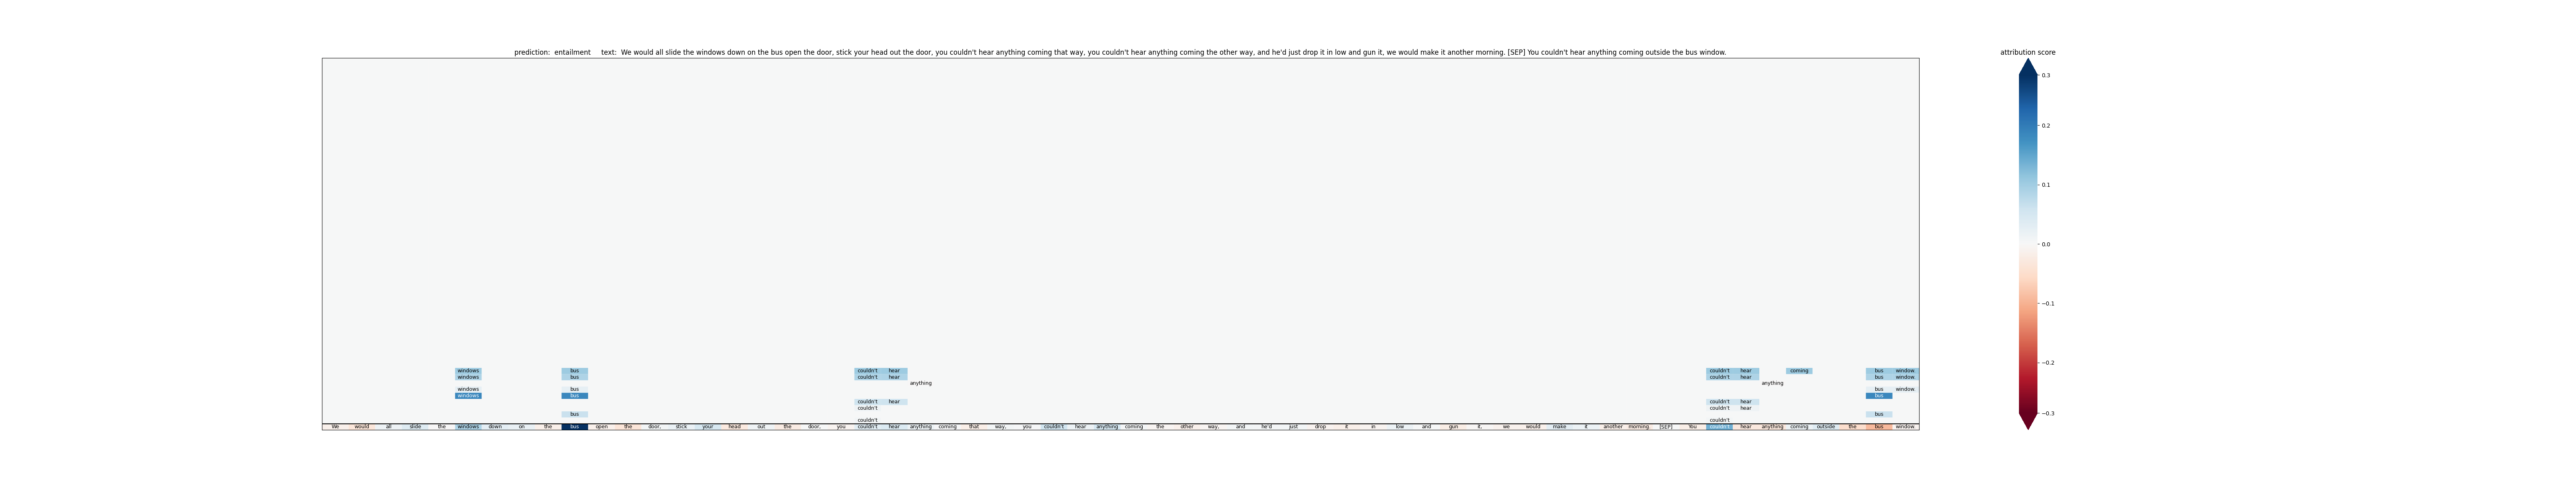 prediction:  entailment     text:  We would all slide the windows down on the bus open the door, stick your head out the door, you couldn't hear anything coming that way, you couldn't hear anything coming the other way, and he'd just drop it in low and gun it, we would make it another morning. [SEP] You couldn't hear anything coming outside the bus window.
attribution score
0.3
0.2
0.1
0.0
−0.1
−0.2
−0.3
windows bus couldn't hear couldn't hear coming bus window.
windows bus couldn't hear couldn't hear bus window.
anything anything
windows bus bus window.
windows bus bus
couldn't hear couldn't hear
couldn't couldn't hear
bus bus
couldn't couldn't
We would all slide the windows down on the bus open the door, stick your head out the door, you couldn't hear anything coming that way, you couldn't hear anything coming the other way, and he'd just drop it in low and gun it, we would make it another morning. [SEP] You couldn't hear anything coming outside the bus window.